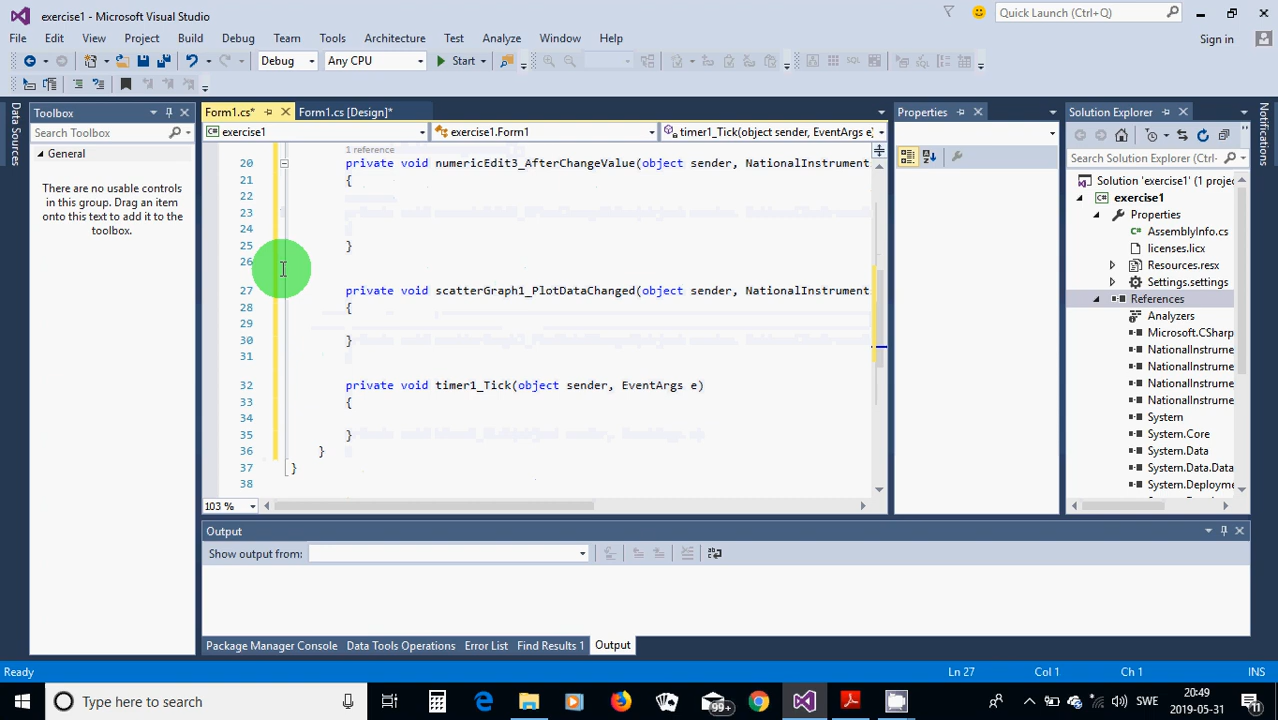 exercise1 - Microsoft Visual Studio
Quick Launch (Ctrl+Q)
File Edit View Project Build Debug Team Tools Architecture Test Analyze Window Help
Sign in
Debug Any CPU Start
Data Sources
Toolbox
Search Toolbox
General
There are no usable controls
in this group. Drag an item
onto this text to add it to the
toolbox.
Form1.cs* Form1.cs [Design]*
exercise1 exercise1.Form1 timer1_Tick(object sender, EventArgs e)
1 reference
20 private void numericEdit3_AfterChangeValue(object sender, NationalInstrument
21 {
22
23
24
25 }
26
27 private void scatterGraph1_PlotDataChanged(object sender, NationalInstrument
28 {
29
30 }
31
32 private void timer1_Tick(object sender, EventArgs e)
33 {
34
35 }
36 }
37 }
38
103 %
Properties
Solution Explorer
Search Solution Explorer (Ctrl+
Solution 'exercise1' (1 projec
exercise1
Properties
AssemblyInfo.cs
licenses.licx
Resources.resx
Settings.settings
References
Analyzers
Microsoft.CSharp
NationalInstrume
NationalInstrume
NationalInstrume
NationalInstrume
System
System.Core
System.Data
System.Data.Data
System.Deployme
Notifications
Output
Show output from:
Package Manager Console Data Tools Operations Error List Find Results 1 Output
Ready Ln 27 Col 1 Ch 1 INS
Type here to search
99+
SWE
20:49
2019-05-31
11